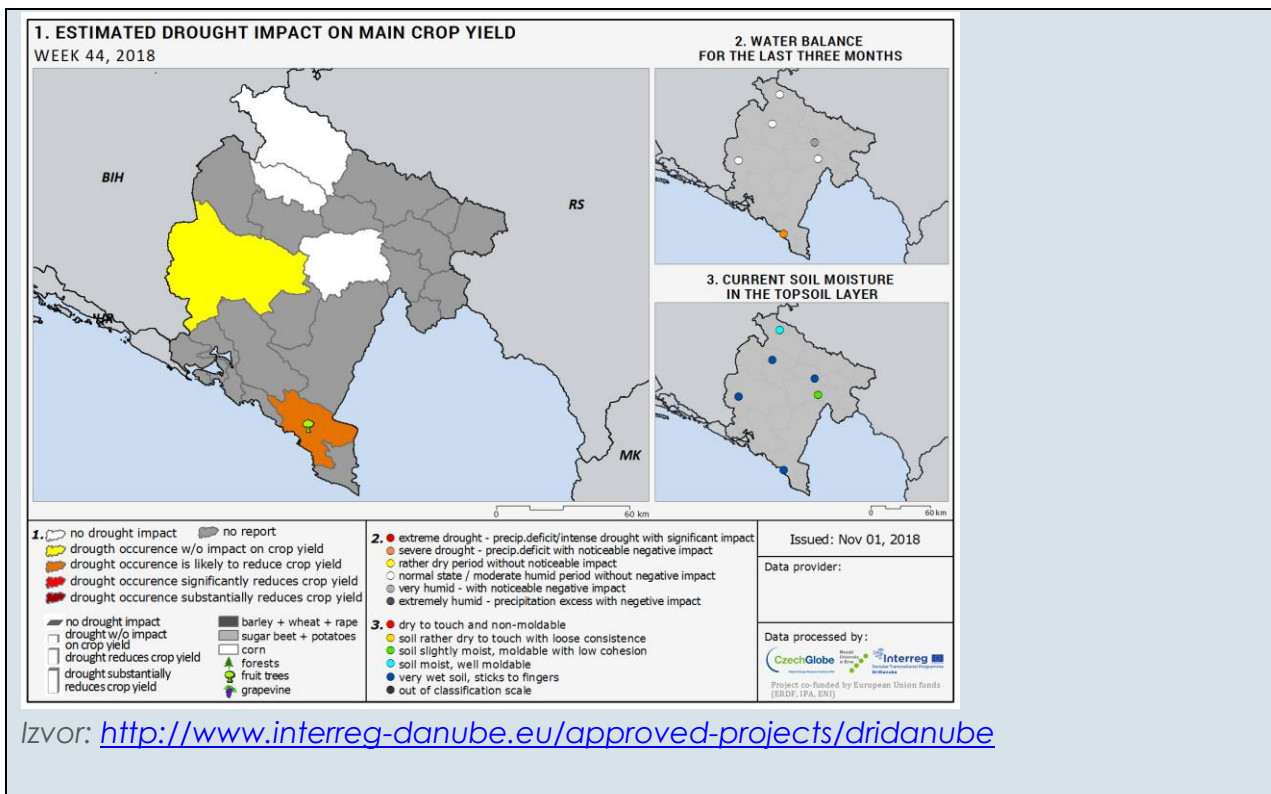 1. ESTIMATED DROUGHT IMPACT ON MAIN CROP YIELD
WEEK 44, 2018
BIH
RS
HR
MK
0 60 km
2. WATER BALANCE
FOR THE LAST THREE MONTHS
3. CURRENT SOIL MOISTURE
IN THE TOPSOIL LAYER
0 60 km
1. no drought impact no report
drougth occurence w/o impact on crop yield
drought occurence is likely to reduce crop yield
drought occurence significantly reduces crop yield
drought occurence substantially reduces crop yield
no drought impact
drought w/o impact
on crop yield
drought reduces crop yield
drought substantially
reduces crop yield
barley + wheat + rape
sugar beet + potatoes
corn
forests
fruit trees
grapevine
2. extreme drought - precip.deficit/intense drought with significant impact
severe drought - precip.deficit with noticeable negative impact
rather dry period without noticeable impact
normal state / moderate humid period without negative impact
very humid - with noticeable negative impact
extremely humid - precipitation excess with negetive impact
3. dry to touch and non-moldable
soil rather dry to touch with loose consistence
soil slightly moist, moldable with low cohesion
soil moist, well moldable
very wet soil, sticks to fingers
out of classification scale
Issued: Nov 01, 2018
Data provider:
Data processed by:
CzechGlobe
Mendel
University
in Brno
Interreg
Danube Transnational Programme
DriDanube
Project co-funded by European Union funds
(ERDF, IPA, ENI)
Izvor: http://www.interreg-danube.eu/approved-projects/dridanube